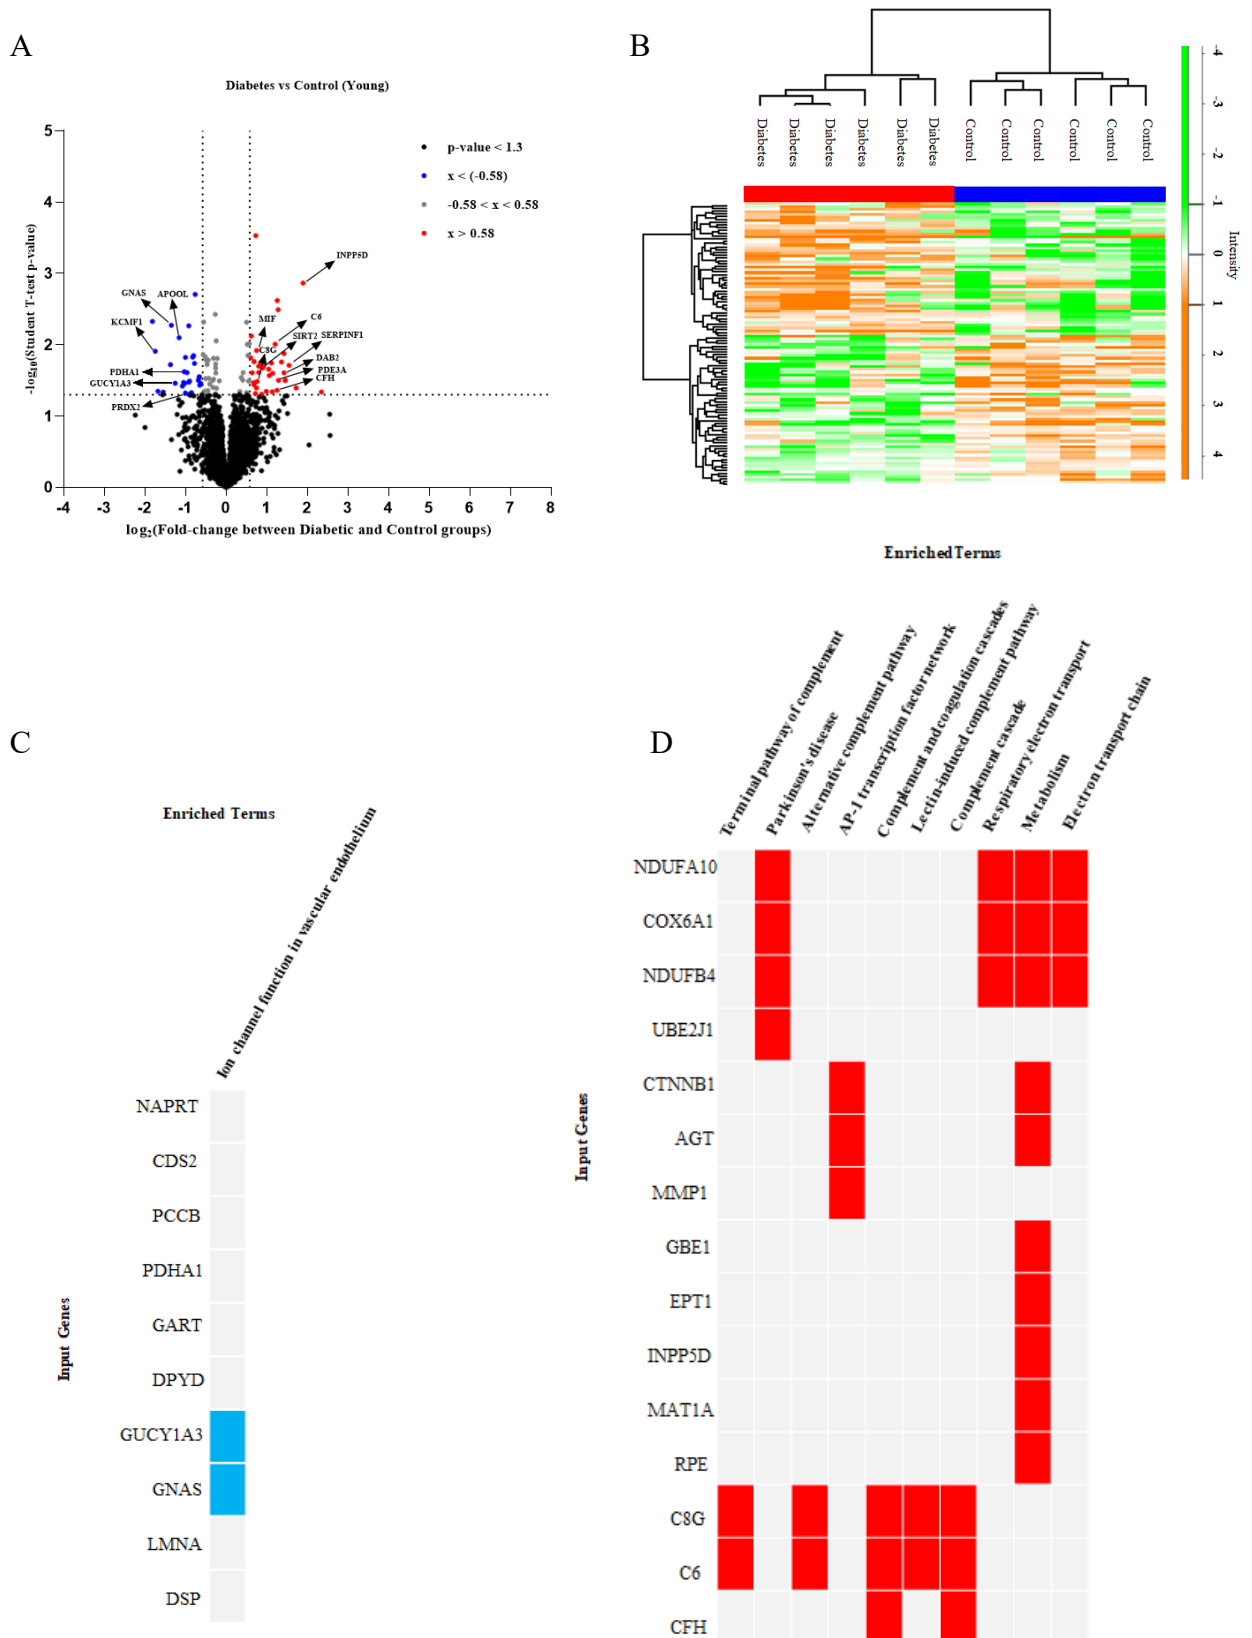 A
Diabetes vs Control (Young)
-log10(Student T-test p-value)
5
4
3
2
1
0
-4 -3 -2 -1 0 1 2 3 4 5 6 7 8
log2(Fold-change between Diabetic and Control groups)
p-value < 1.3
x < (-0.58)
-0.58 < x < 0.58
x > 0.58
INPP5D
GNAS APOOL
KCMF1
MIF C6
SIRT2 SERPINF1
C8G
DAB2
PDHA1 PDE3A
GUCY1A3 CFH
PRDX2
B
Diabetes Diabetes Diabetes Diabetes Diabetes Diabetes Control Control Control Control Control Control
-4
-3
-2
-1
0
1
2
3
4
Intensity
C
Enriched Terms
Ion channel function in vascular endothelium
Input Genes
NAPRT
CDS2
PCCB
PDHA1
GART
DPYD
GUCY1A3
GNAS
LMNA
DSP
D
Enriched Terms
Terminal pathway of complement
Parkinson's disease
Alternative complement pathway
AP-1 transcription factor network
Complement and coagulation cascades
Lectin-induced complement pathway
Complement cascade
Respiratory electron transport
Metabolism
Electron transport chain
Input Genes
NDUFA10
COX6A1
NDUFB4
UBE2J1
CTNNB1
AGT
MMP1
GBE1
EPT1
INPP5D
MAT1A
RPE
C8G
C6
CFH